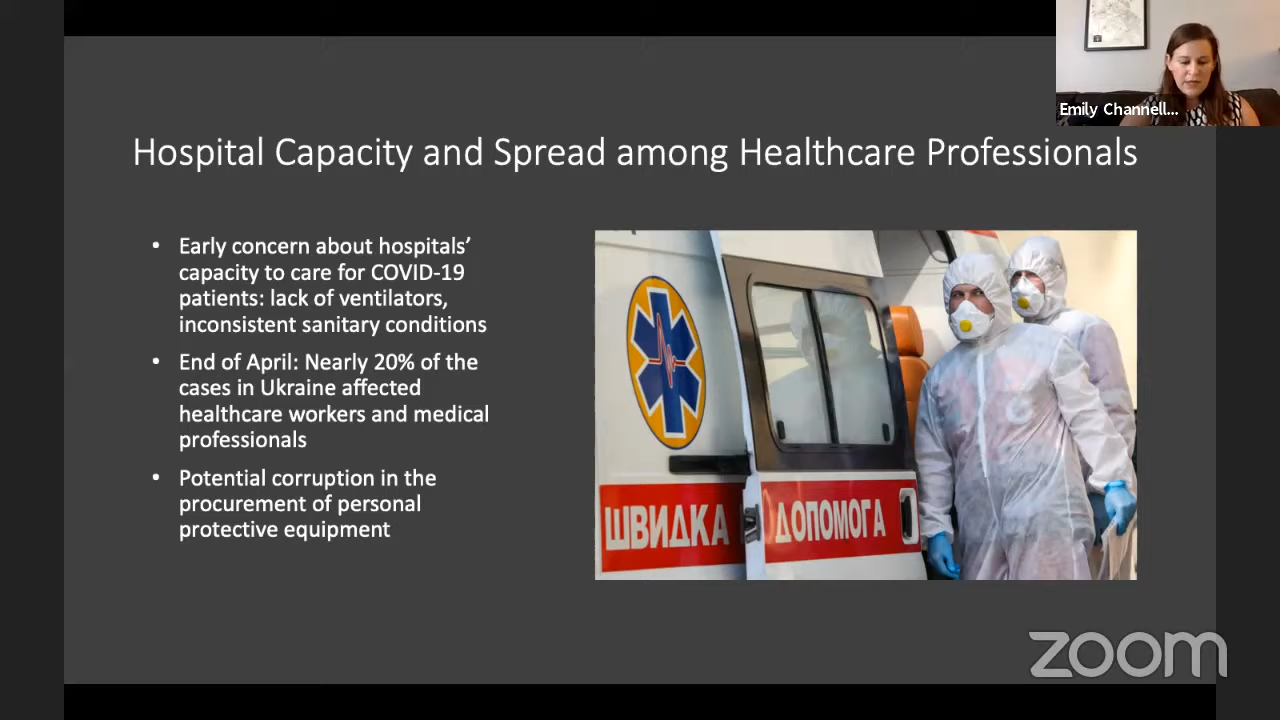 Emily Channell...
Hospital Capacity and Spread among Healthcare Professionals
• Early concern about hospitals’
capacity to care for COVID-19
patients: lack of ventilators,
inconsistent sanitary conditions
• End of April: Nearly 20% of the
cases in Ukraine affected
healthcare workers and medical
professionals
• Potential corruption in the
procurement of personal
protective equipment
ШВИДКА ДОПОМОГА
zoom